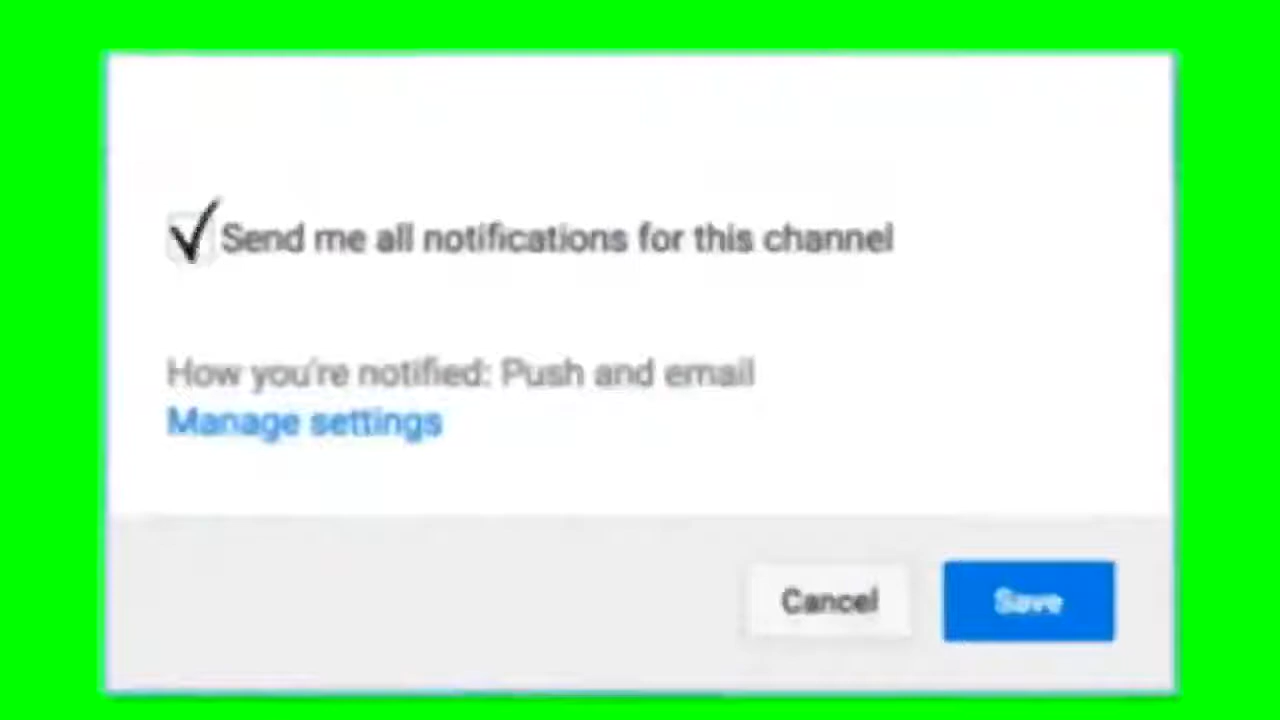 Send me all notifications for this channel
How you're notified: Push and email
Manage settings
Cancel
Save